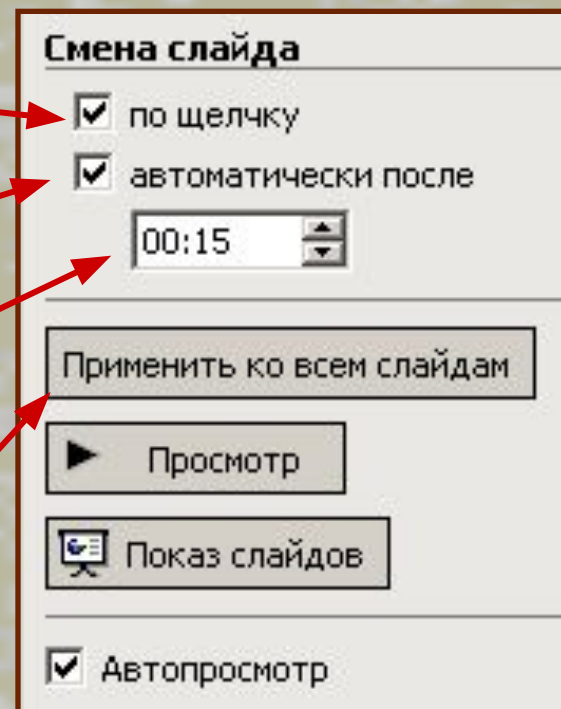 Смена слайда
по щелчку
автоматически после
00:15
Применить ко всем слайдам
Просмотр
Показ слайдов
Автопросмотр